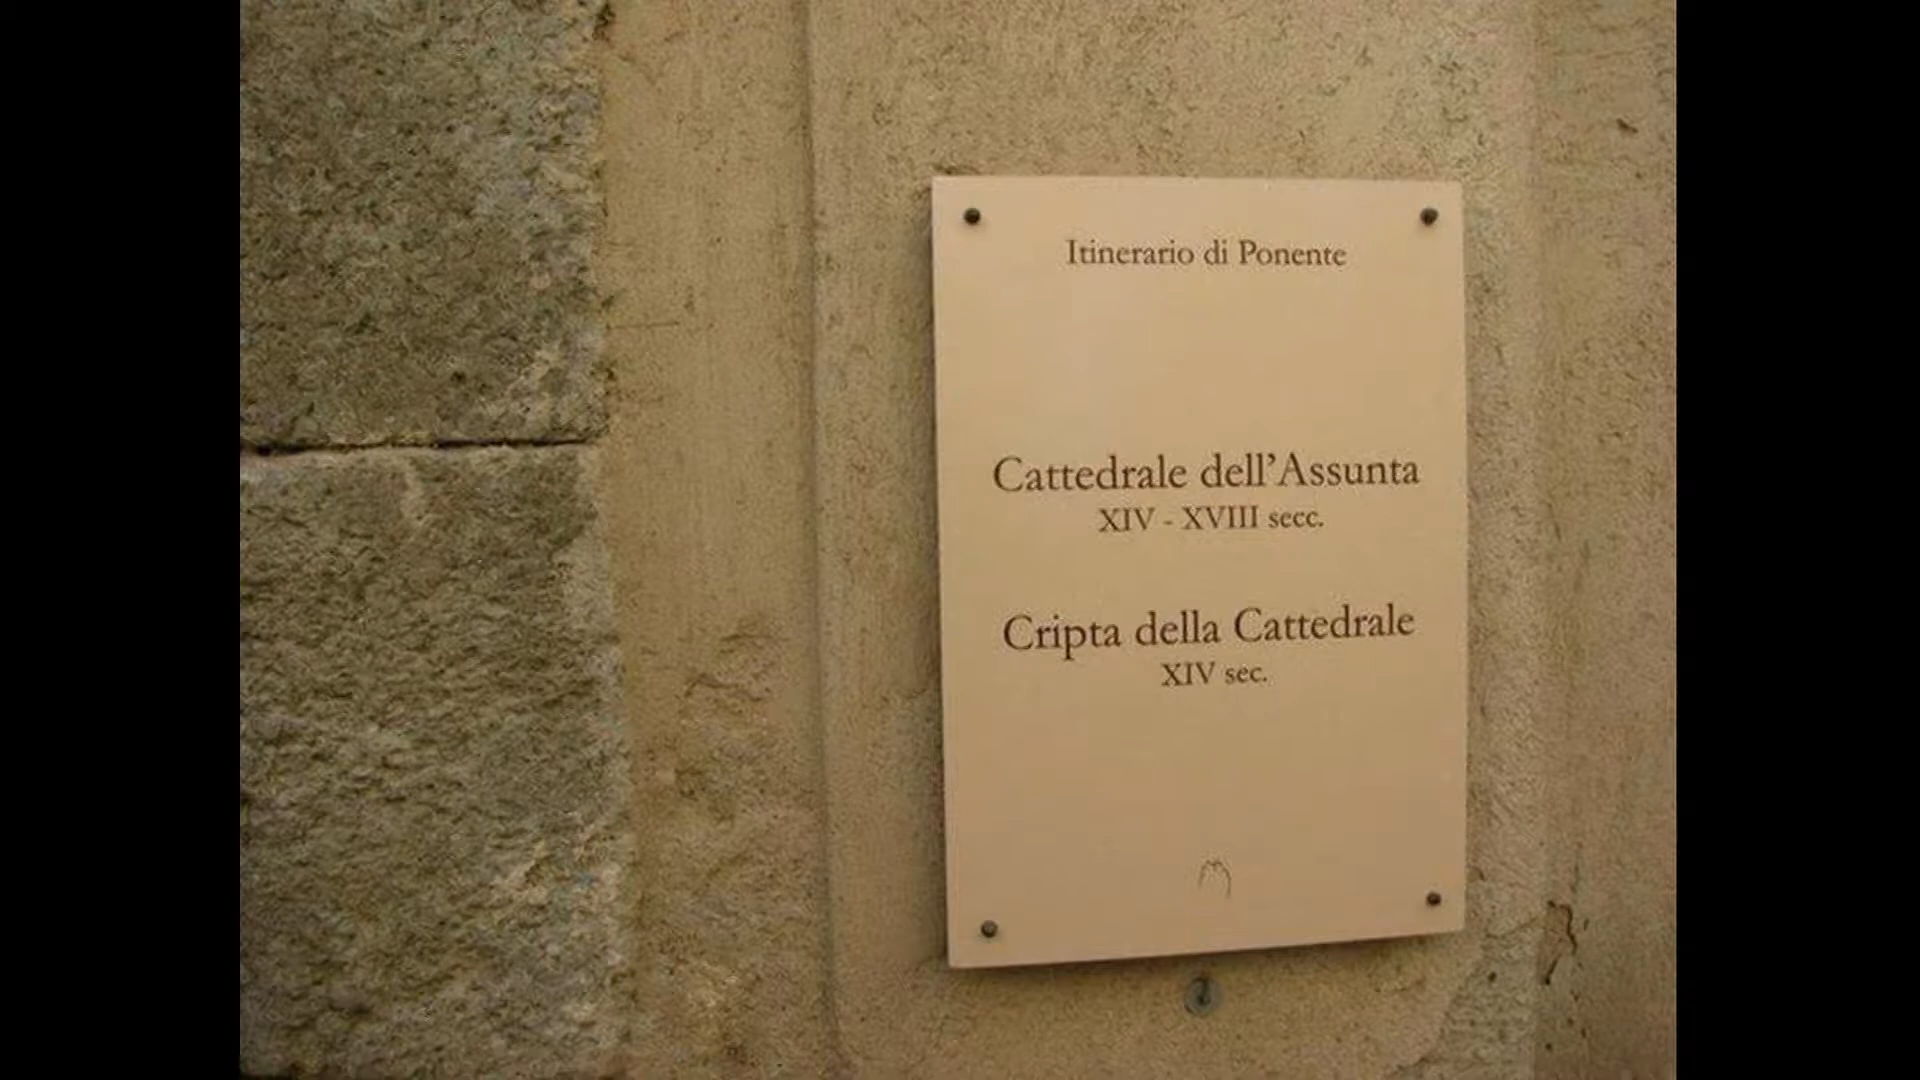 Itinerario di Ponente
Cattedrale dell'Assunta
XIV - XVIII secc.
Cripta della Cattedrale
XIV sec.